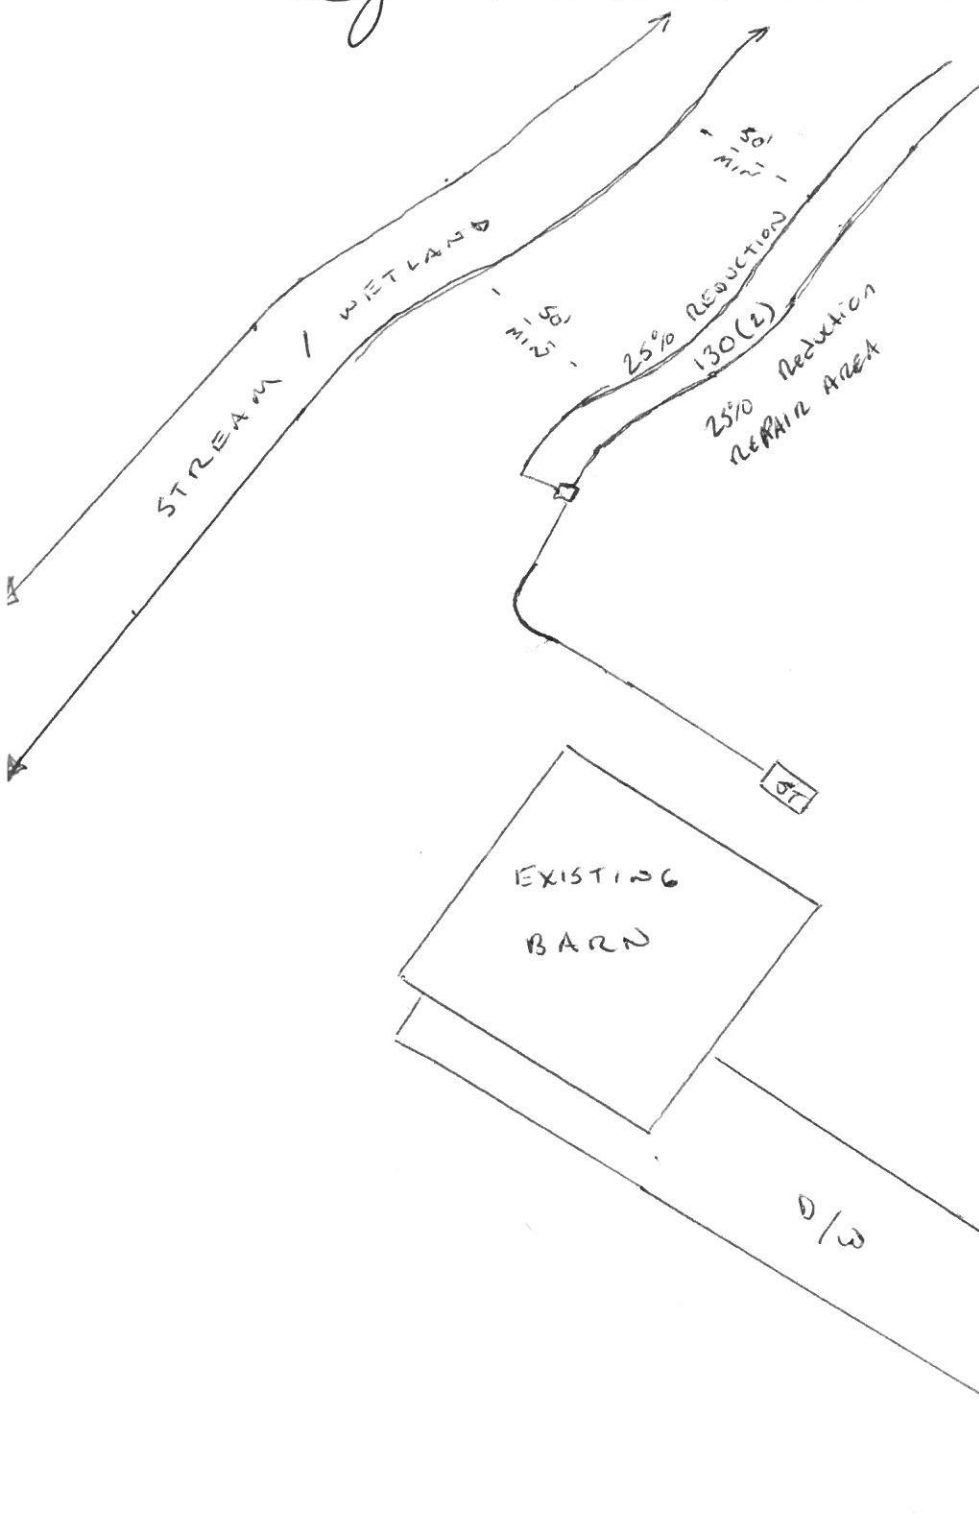 50'
MIN
STREAM / WETLAND
50'
MIN
25% REDUCTION
130(2)
25% Reduction
REPAIR AREA
ST
EXISTING
BARN
D/W